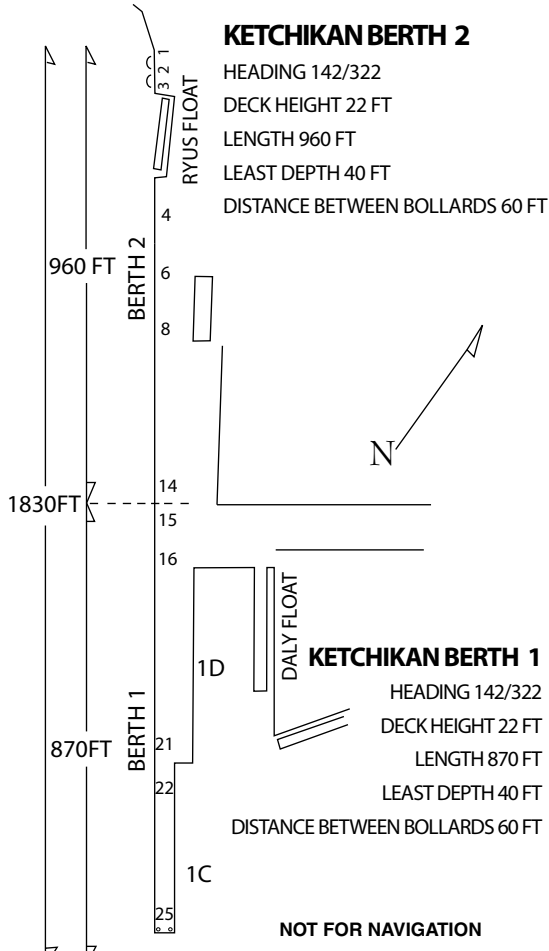 KETCHIKAN BERTH 2
HEADING 142/322
DECK HEIGHT 22 FT
LENGTH 960 FT
LEAST DEPTH 40 FT
DISTANCE BETWEEN BOLLARDS 60 FT
1
2
3
RYUS FLOAT
4
BERTH 2
960 FT
6
8
N
14
1830FT
15
16
DALY FLOAT
KETCHIKAN BERTH 1
HEADING 142/322
DECK HEIGHT 22 FT
LENGTH 870 FT
LEAST DEPTH 40 FT
DISTANCE BETWEEN BOLLARDS 60 FT
1D
BERTH 1
870FT
21
22
1C
25
NOT FOR NAVIGATION